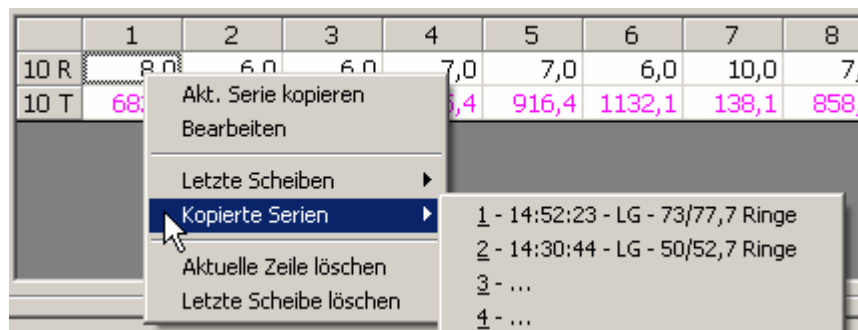 1 2 3 4 5 6 7 8
10 R 8,0 6,0 6,0 7,0 7,0 6,0 10,0
10 T 916,4 1132,1 138,1
Akt. Serie kopieren
Bearbeiten
Letzte Scheiben
Kopierte Serien
1 - 14:52:23 - LG - 73/77,7 Ringe
2 - 14:30:44 - LG - 50/52,7 Ringe
3 - ...
4 - ...
Aktuelle Zeile löschen
Letzte Scheibe löschen